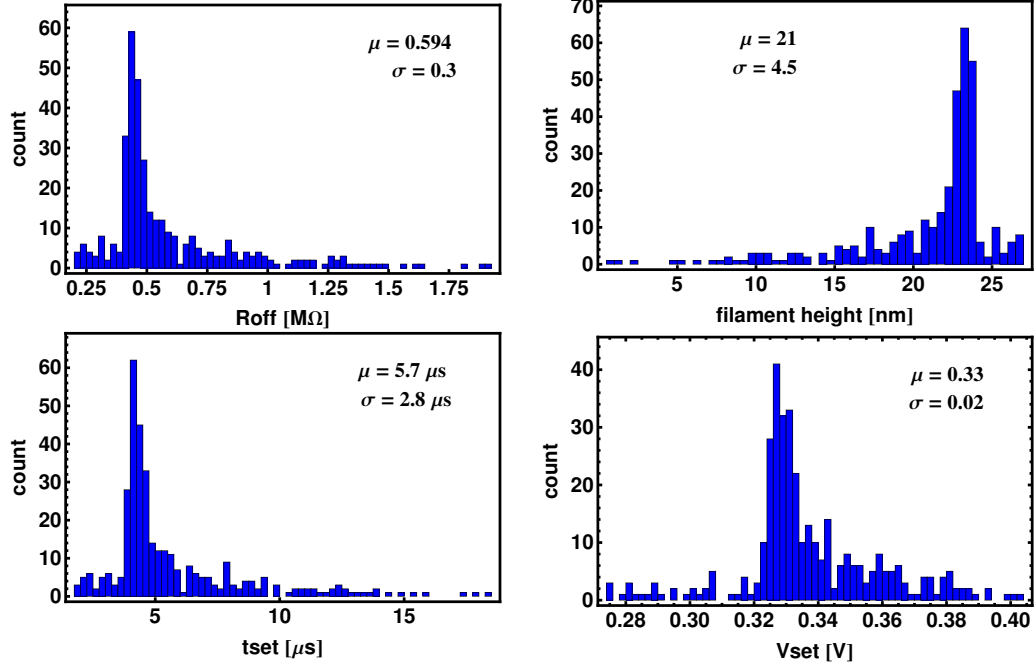 μ = 0.594
σ = 0.3
count
60
50
40
30
20
10
0
0.25 0.5 0.75 1 1.25 1.5 1.75
Roff [MΩ]
μ = 21
σ = 4.5
count
70
60
50
40
30
20
10
0
5 10 15 20 25
filament height [nm]
μ = 5.7 μs
σ = 2.8 μs
count
60
50
40
30
20
10
0
5 10 15
tset [μs]
μ = 0.33
σ = 0.02
count
40
30
20
10
0
0.28 0.30 0.32 0.34 0.36 0.38 0.40
Vset [V]